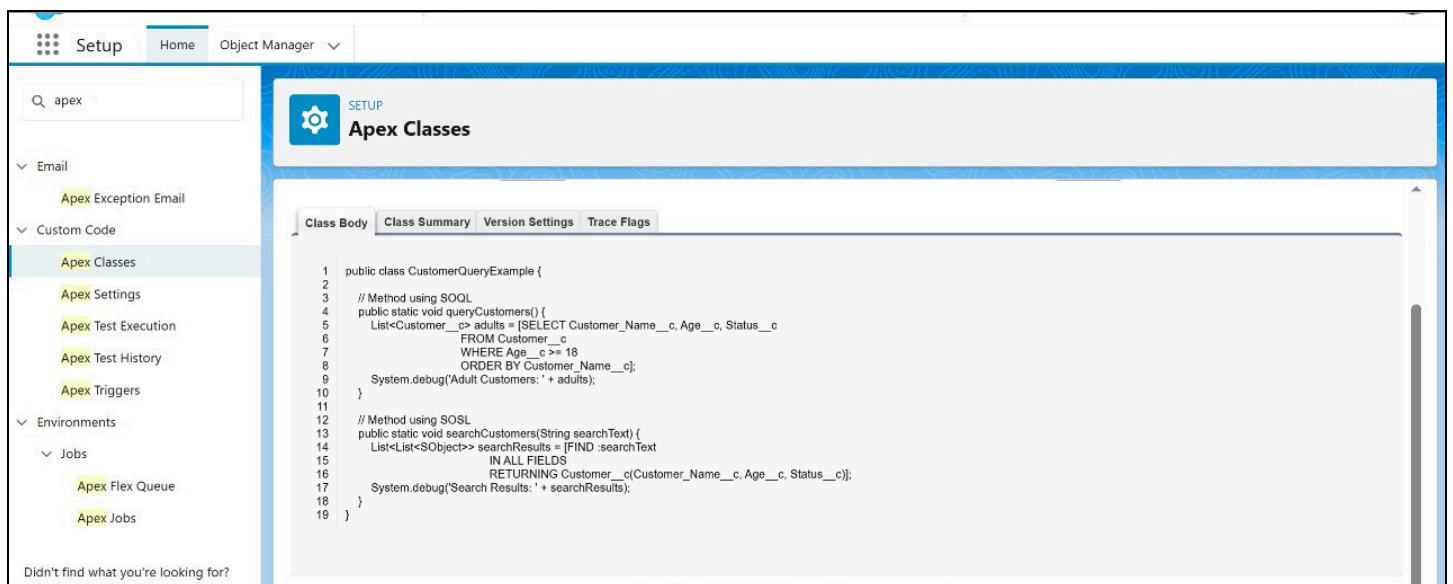 Setup Home Object Manager
apex
Email
Apex Exception Email
Custom Code
Apex Classes
Apex Settings
Apex Test Execution
Apex Test History
Apex Triggers
Environments
Jobs
Apex Flex Queue
Apex Jobs
Didn't find what you're looking for?
SETUP
Apex Classes
Class Body Class Summary Version Settings Trace Flags
1 public class CustomerQueryExample {
2
3 // Method using SOQL
4 public static void queryCustomers() {
5 List<Customer__c> adults = [SELECT Customer_Name__c, Age__c, Status__c
6 FROM Customer__c
7 WHERE Age__c >= 18
8 ORDER BY Customer_Name__c];
9 System.debug('Adult Customers: ' + adults);
10 }
11
12 // Method using SOSL
13 public static void searchCustomers(String searchText) {
14 List<List<SObject>> searchResults = [FIND :searchText
15 IN ALL FIELDS
16 RETURNING Customer__c(Customer_Name__c, Age__c, Status__c)];
17 System.debug('Search Results: ' + searchResults);
18 }
19 }